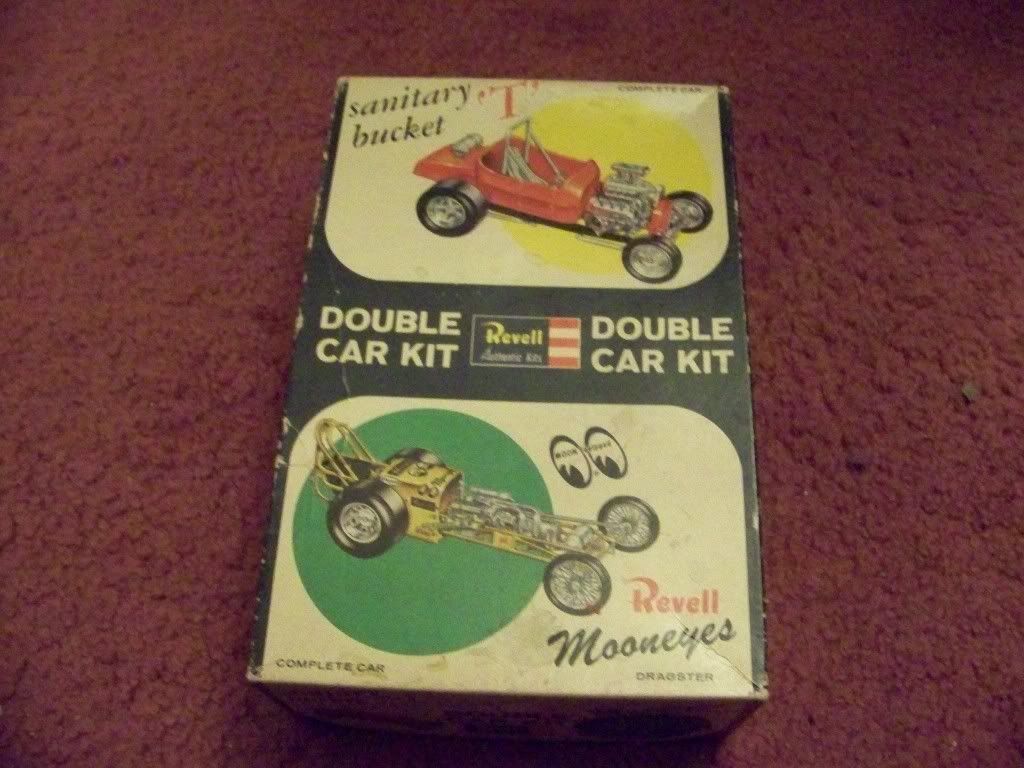 sanitary 'T'
bucket
COMPLETE CAR
DOUBLE
CAR KIT
Revell
Authentic Kits
DOUBLE
CAR KIT
MOON
Revell
Mooneyes
COMPLETE CAR
DRAGSTER